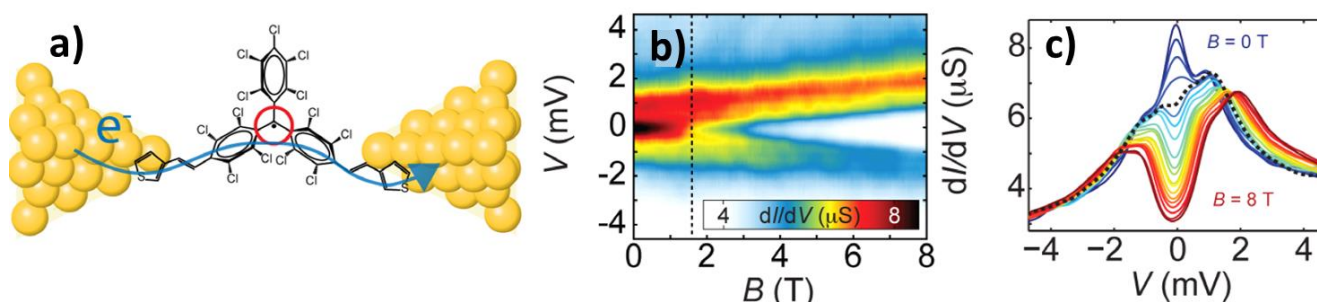 a)
Cl
Cl
Cl
Cl
Cl
Cl
Cl
Cl
Cl
Cl
Cl
Cl
Cl
e-
S
S
b)
V (mV)
4
2
0
-2
-4
4 dI/dV (μS) 8
0 2 4 6 8
B (T)
c)
dI/dV (μS)
8
6
4
B = 0 T
B = 8 T
−4 −2 0 2 4
V (mV)